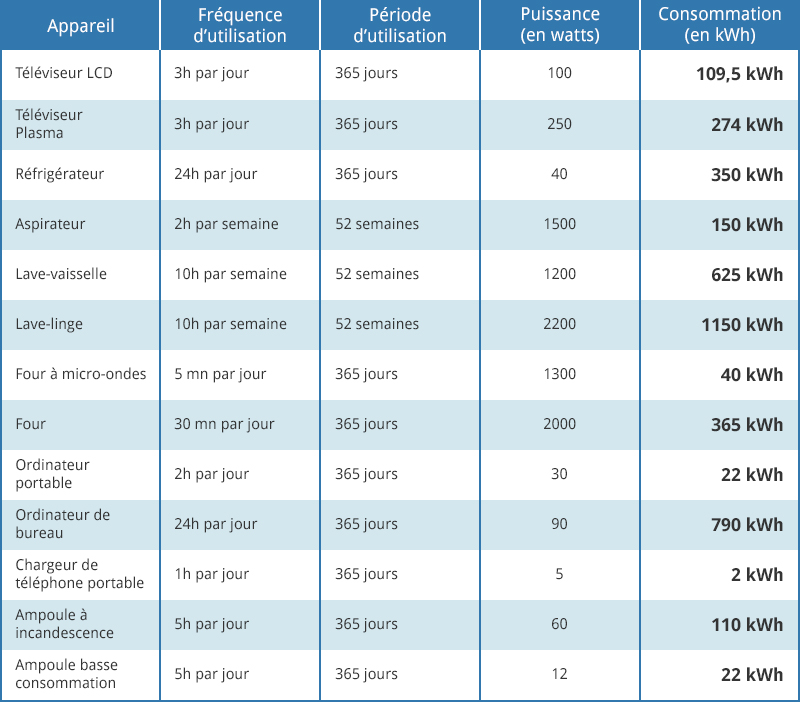 Appareil
Fréquence
d’utilisation
Période
d’utilisation
Puissance
(en watts)
Consommation
(en kWh)
Téléviseur LCD
3h par jour
365 jours
100
109,5 kWh
Téléviseur
Plasma
3h par jour
365 jours
250
274 kWh
Réfrigérateur
24h par jour
365 jours
40
350 kWh
Aspirateur
2h par semaine
52 semaines
1500
150 kWh
Lave-vaisselle
10h par semaine
52 semaines
1200
625 kWh
Lave-linge
10h par semaine
52 semaines
2200
1150 kWh
Four à micro-ondes
5 mn par jour
365 jours
1300
40 kWh
Four
30 mn par jour
365 jours
2000
365 kWh
Ordinateur
portable
2h par jour
365 jours
30
22 kWh
Ordinateur de
bureau
24h par jour
365 jours
90
790 kWh
Chargeur de
téléphone portable
1h par jour
365 jours
5
2 kWh
Ampoule à
incandescence
5h par jour
365 jours
60
110 kWh
Ampoule basse
consommation
5h par jour
365 jours
12
22 kWh